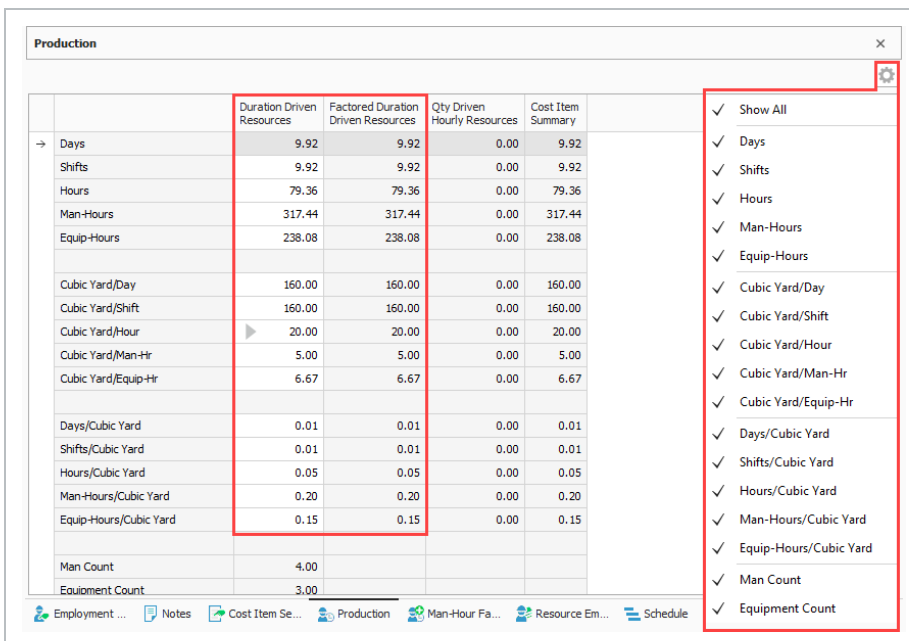 Production
Duration Driven Resources Factored Duration Driven Resources Qty Driven Hourly Resources Cost Item Summary
Days 9.92 9.92 0.00 9.92
Shifts 9.92 9.92 0.00 9.92
Hours 79.36 79.36 0.00 79.36
Man-Hours 317.44 317.44 0.00 317.44
Equip-Hours 238.08 238.08 0.00 238.08
Cubic Yard/Day 160.00 160.00 0.00 160.00
Cubic Yard/Shift 160.00 160.00 0.00 160.00
Cubic Yard/Hour 20.00 20.00 0.00 20.00
Cubic Yard/Man-Hr 5.00 5.00 0.00 5.00
Cubic Yard/Equip-Hr 6.67 6.67 0.00 6.67
Days/Cubic Yard 0.01 0.01 0.00 0.01
Shifts/Cubic Yard 0.01 0.01 0.00 0.01
Hours/Cubic Yard 0.05 0.05 0.00 0.05
Man-Hours/Cubic Yard 0.20 0.20 0.00 0.20
Equip-Hours/Cubic Yard 0.15 0.15 0.00 0.15
Man Count 4.00
Equipment Count 3.00
Show All
Days
Shifts
Hours
Man-Hours
Equip-Hours
Cubic Yard/Day
Cubic Yard/Shift
Cubic Yard/Hour
Cubic Yard/Man-Hr
Cubic Yard/Equip-Hr
Days/Cubic Yard
Shifts/Cubic Yard
Hours/Cubic Yard
Man-Hours/Cubic Yard
Equip-Hours/Cubic Yard
Man Count
Equipment Count
Employment ... Notes Cost Item Se... Production Man-Hour Fa... Resource Em... Schedule